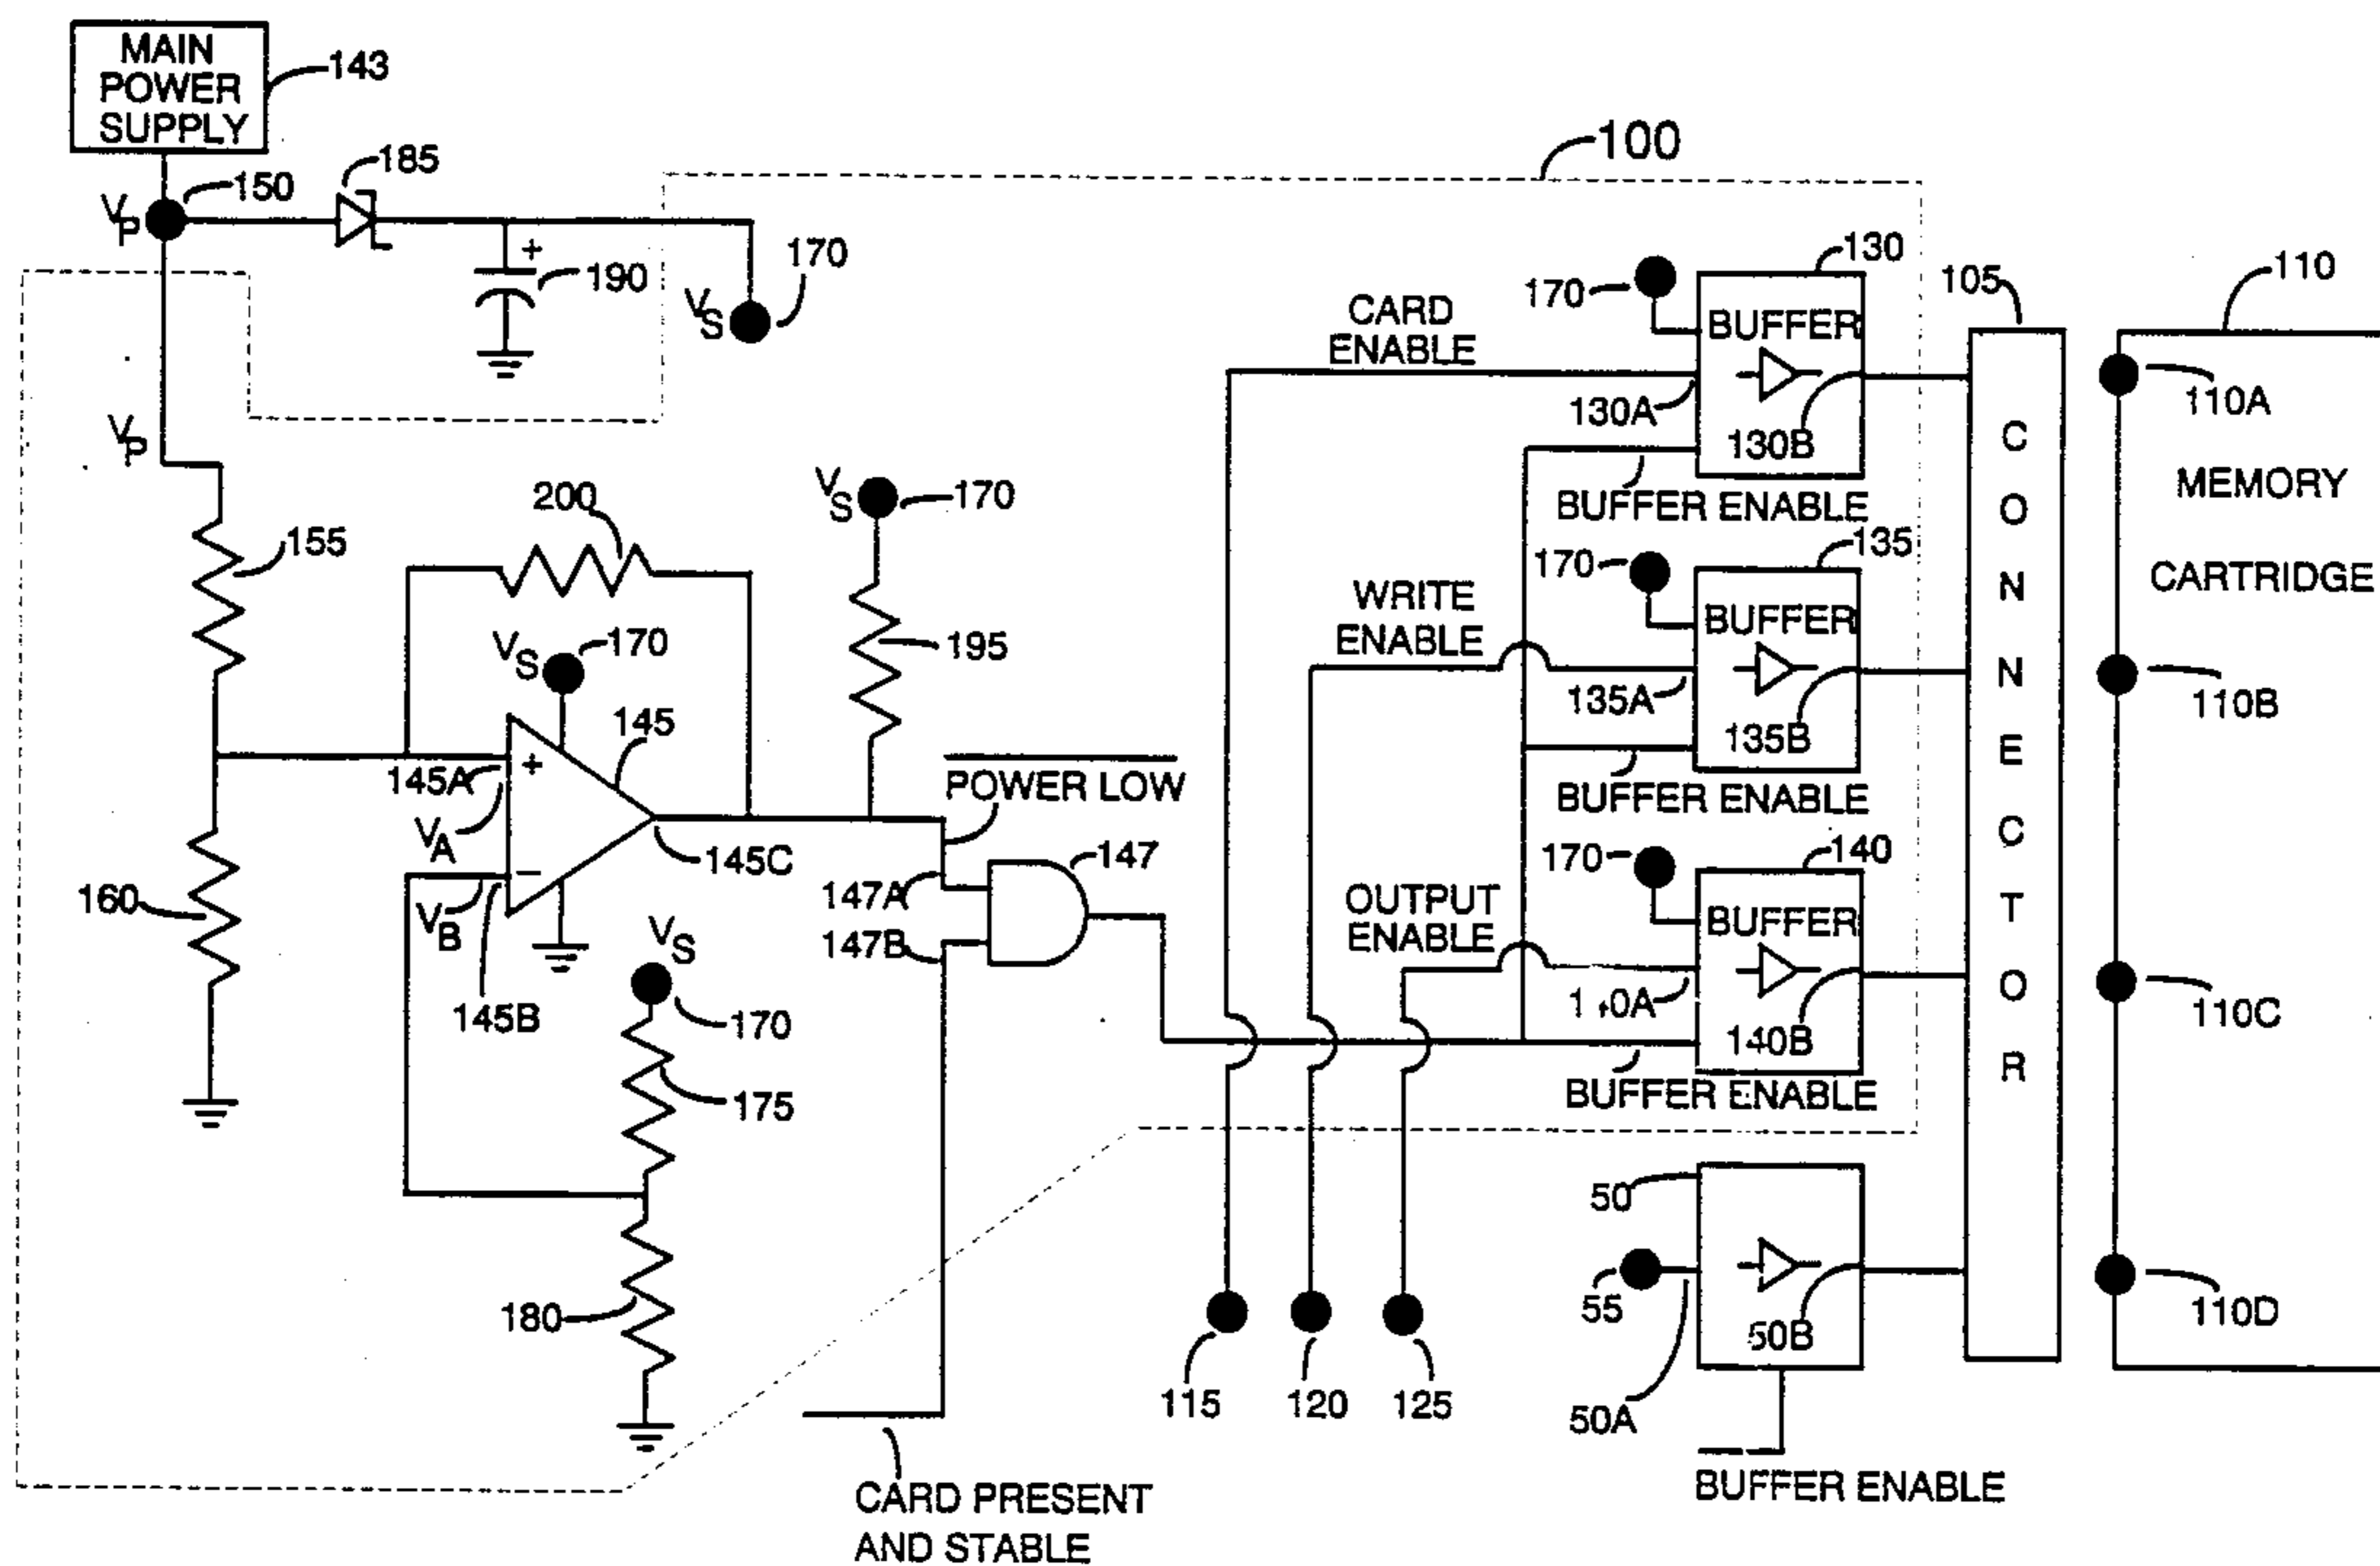 MAIN
POWER
SUPPLY
143
185
150
VP
+
190
VS
170
100
VP
155
200
VS
170
195
VS
170
145
+
145A
VA
POWER LOW
145C
160
VB
−
145B
147
147A
147B
VS
170
175
180
CARD PRESENT
AND STABLE
CARD
ENABLE
170
130
BUFFER
130A
130B
BUFFER ENABLE
WRITE
ENABLE
170
135
BUFFER
135A
135B
BUFFER ENABLE
OUTPUT
ENABLE
170
140
BUFFER
140A
140B
BUFFER ENABLE
115
120
125
50
55
50A
50B
BUFFER ENABLE
105
CONNECTOR
110
110A
MEMORY
CARTRIDGE
110B
110C
110D